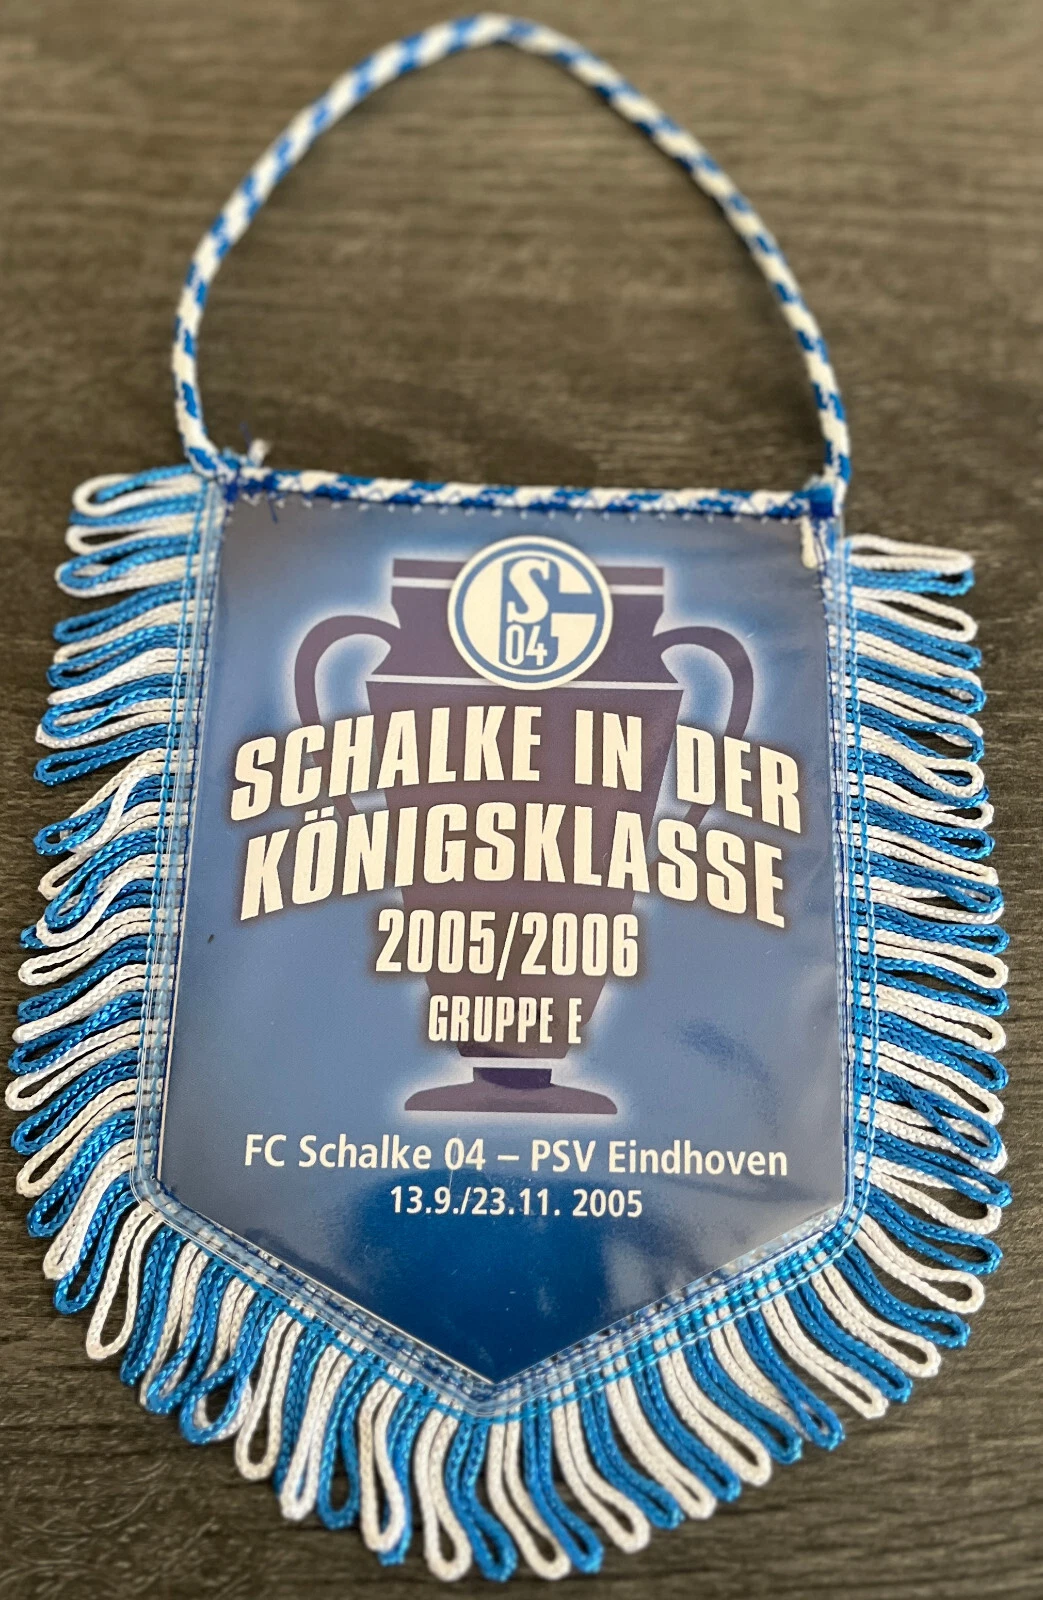 S
04
SCHALKE IN DER
KÖNIGSKLASSE
2005/2006
GRUPPE E
FC Schalke 04 – PSV Eindhoven
13.9./23.11. 2005